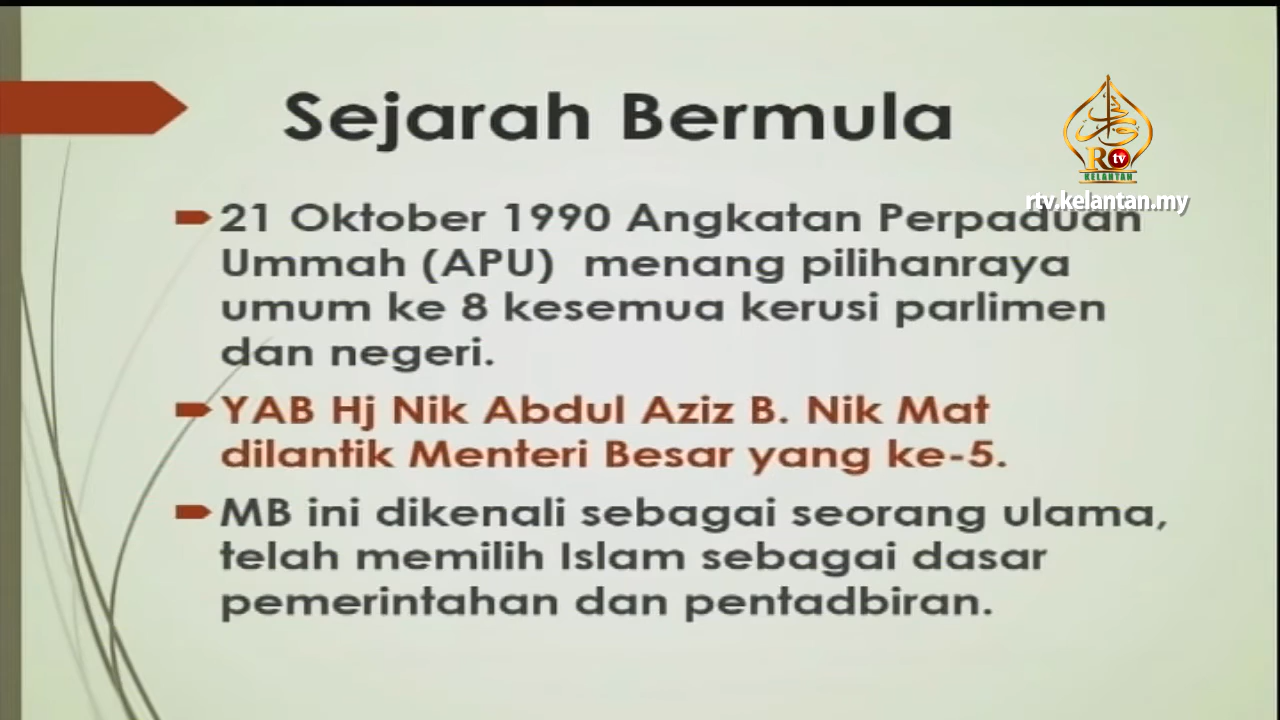 Sejarah Bermula
21 Oktober 1990 Angkatan Perpaduan
Ummah (APU) menang pilihanraya
umum ke 8 kesemua kerusi parlimen
dan negeri.
YAB Hj Nik Abdul Aziz B. Nik Mat
dilantik Menteri Besar yang ke-5.
MB ini dikenali sebagai seorang ulama,
telah memilih Islam sebagai dasar
pemerintahan dan pentadbiran.
R tv
KELANTAN
rtv.kelantan.my